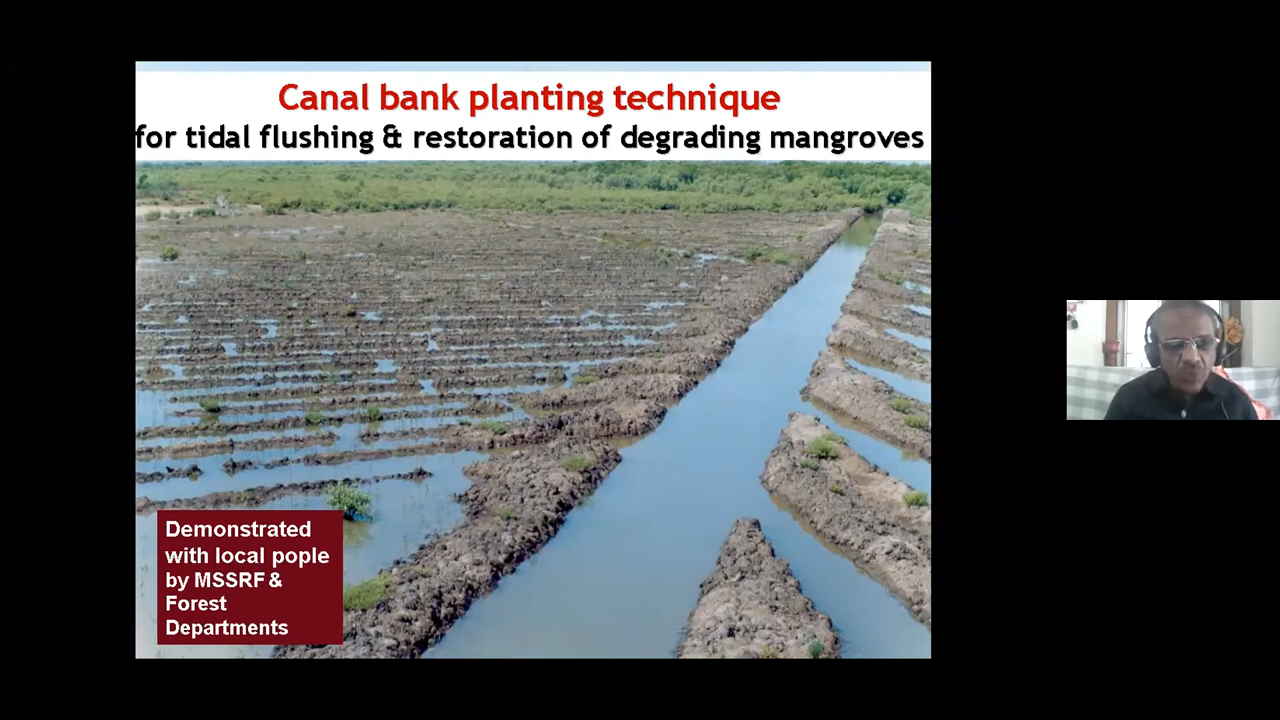 Canal bank planting technique
for tidal flushing & restoration of degrading mangroves
Demonstrated
with local pople
by MSSRF &
Forest
Departments